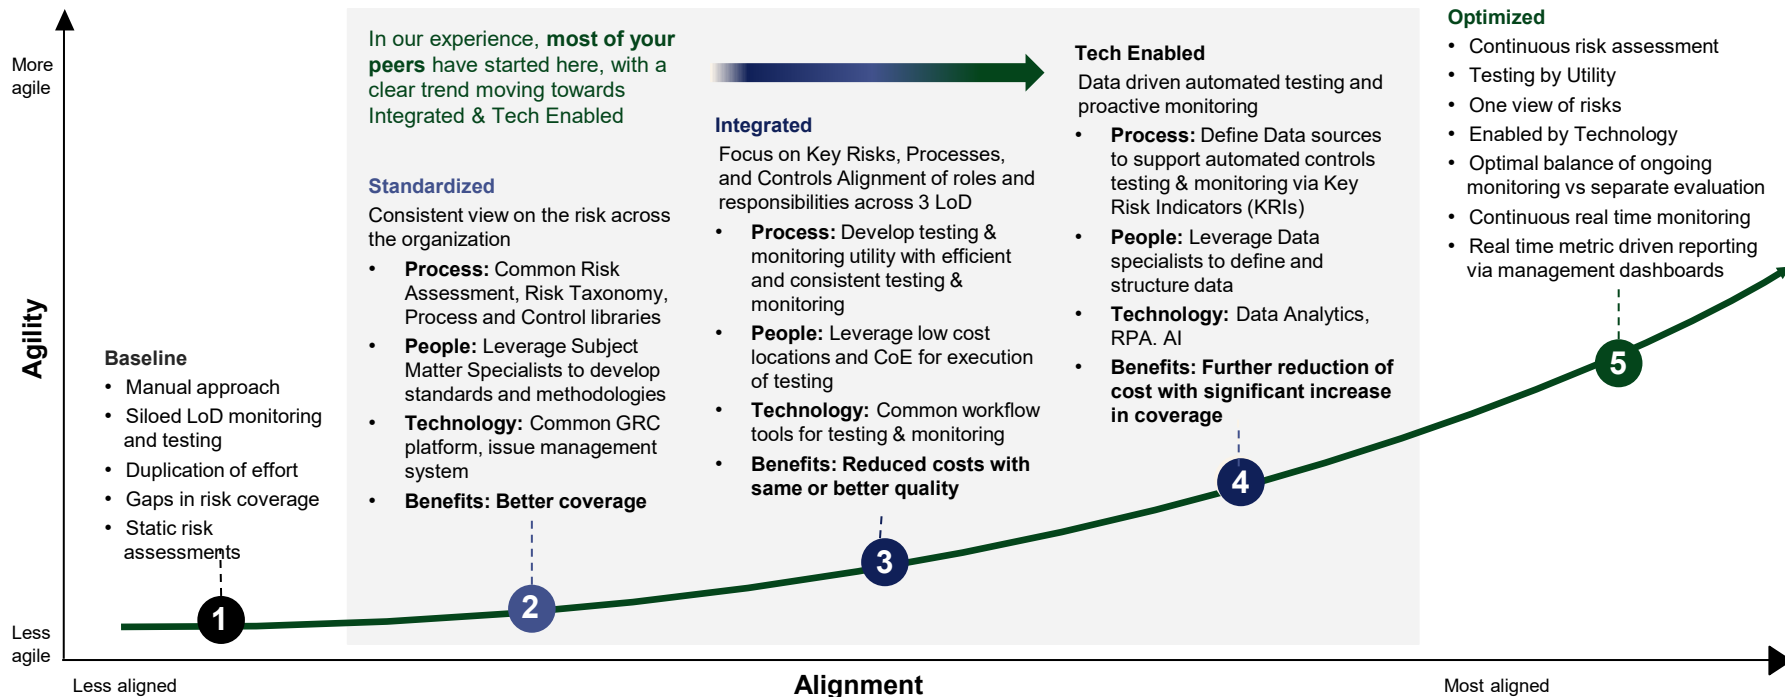 More
agile
Agility
Less
agile
Less aligned
Alignment
Most aligned
Baseline
• Manual approach
• Siloed LoD monitoring
and testing
• Duplication of effort
• Gaps in risk coverage
• Static risk
assessments
1
In our experience, most of your
peers have started here, with a
clear trend moving towards
Integrated & Tech Enabled
Standardized
Consistent view on the risk across
the organization
• Process: Common Risk
Assessment, Risk Taxonomy,
Process and Control libraries
• People: Leverage Subject
Matter Specialists to develop
standards and methodologies
• Technology: Common GRC
platform, issue management
system
• Benefits: Better coverage
2
Integrated
Focus on Key Risks, Processes,
and Controls Alignment of roles and
responsibilities across 3 LoD
• Process: Develop testing &
monitoring utility with efficient
and consistent testing &
monitoring
• People: Leverage low cost
locations and CoE for execution
of testing
• Technology: Common workflow
tools for testing & monitoring
• Benefits: Reduced costs with
same or better quality
3
Tech Enabled
Data driven automated testing and
proactive monitoring
• Process: Define Data sources
to support automated controls
testing & monitoring via Key
Risk Indicators (KRIs)
• People: Leverage Data
specialists to define and
structure data
• Technology: Data Analytics,
RPA. AI
• Benefits: Further reduction of
cost with significant increase
in coverage
4
Optimized
• Continuous risk assessment
• Testing by Utility
• One view of risks
• Enabled by Technology
• Optimal balance of ongoing
monitoring vs separate evaluation
• Continuous real time monitoring
• Real time metric driven reporting
via management dashboards
5